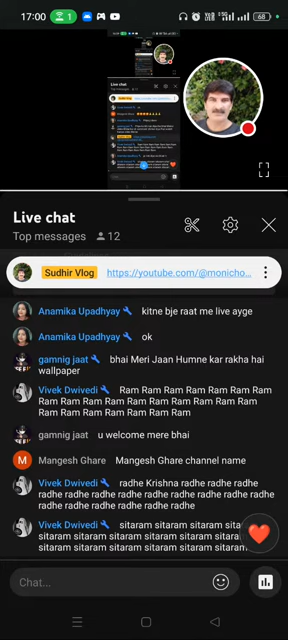 17:00
1
68
Live chat
Top messages
12
Sudhir Vlog https://youtube.com/@monicho...
Anamika Upadhyay kitne bje raat me live ayge
Anamika Upadhyay ok
gamnig jaat bhai Meri Jaan Humne kar rakha hai
wallpaper
Vivek Dwivedi Ram Ram Ram Ram Ram Ram Ram
Ram Ram Ram Ram Ram Ram Ram Ram Ram Ram
Ram Ram Ram Ram Ram Ram Ram
gamnig jaat u welcome mere bhai
M Mangesh Ghare Mangesh Ghare channel name
Vivek Dwivedi radhe Krishna radhe radhe radhe
radhe radhe radhe radhe radhe radhe radhe radhe
radhe radhe radhe radhe radhe
Vivek Dwivedi sitaram sitaram sitaram
sitaram sitaram sitaram sitaram sitaram
sitaram sitaram sitaram sitaram sitaram
Chat...